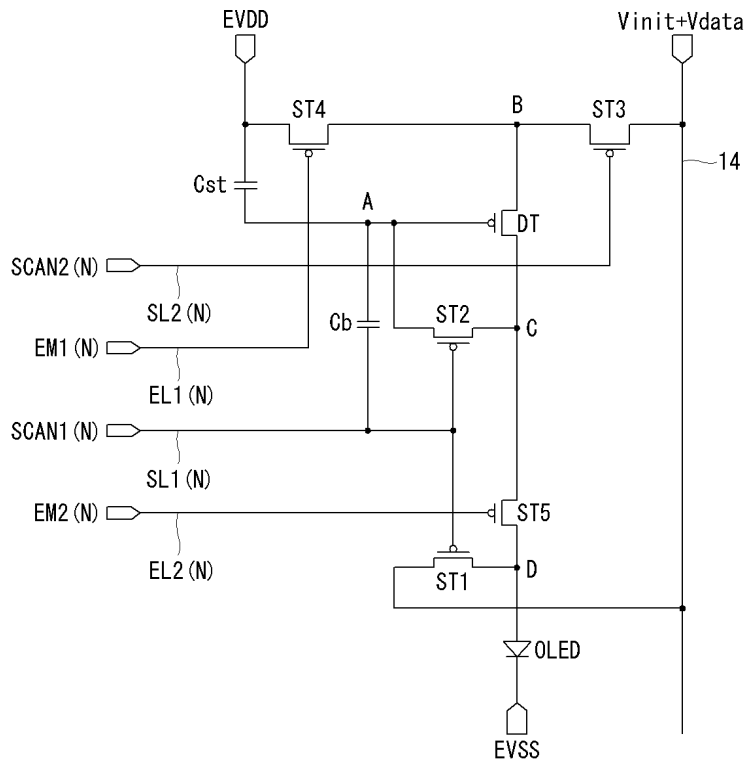 EVDD
Vinit+Vdata
ST4
B
ST3
14
Cst
A
DT
SCAN2(N)
SL2(N)
Cb
ST2
C
EM1(N)
EL1(N)
SCAN1(N)
SL1(N)
EM2(N)
ST5
EL2(N)
ST1
D
OLED
EVSS